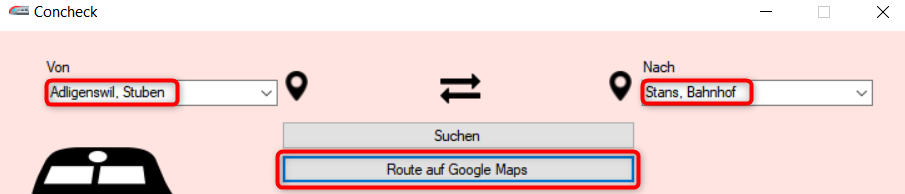 Concheck
Von
Nach
Adligenswil, Stuben
Stans, Bahnhof
Suchen
Route auf Google Maps